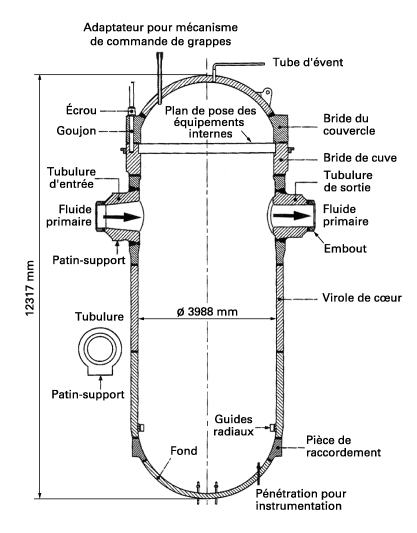 Adaptateur pour mécanisme
de commande de grappes
Tube d'évent
Écrou
Goujon
Plan de pose des
équipements
internes
Bride du
couvercle
Bride de cuve
Tubulure
d'entrée
Tubulure
de sortie
Fluide
primaire
Fluide
primaire
Patin-support
Embout
12317 mm
Ø 3988 mm
Virole de cœur
Tubulure
Patin-support
Guides
radiaux
Fond
Pièce de
raccordement
Pénétration pour
instrumentation